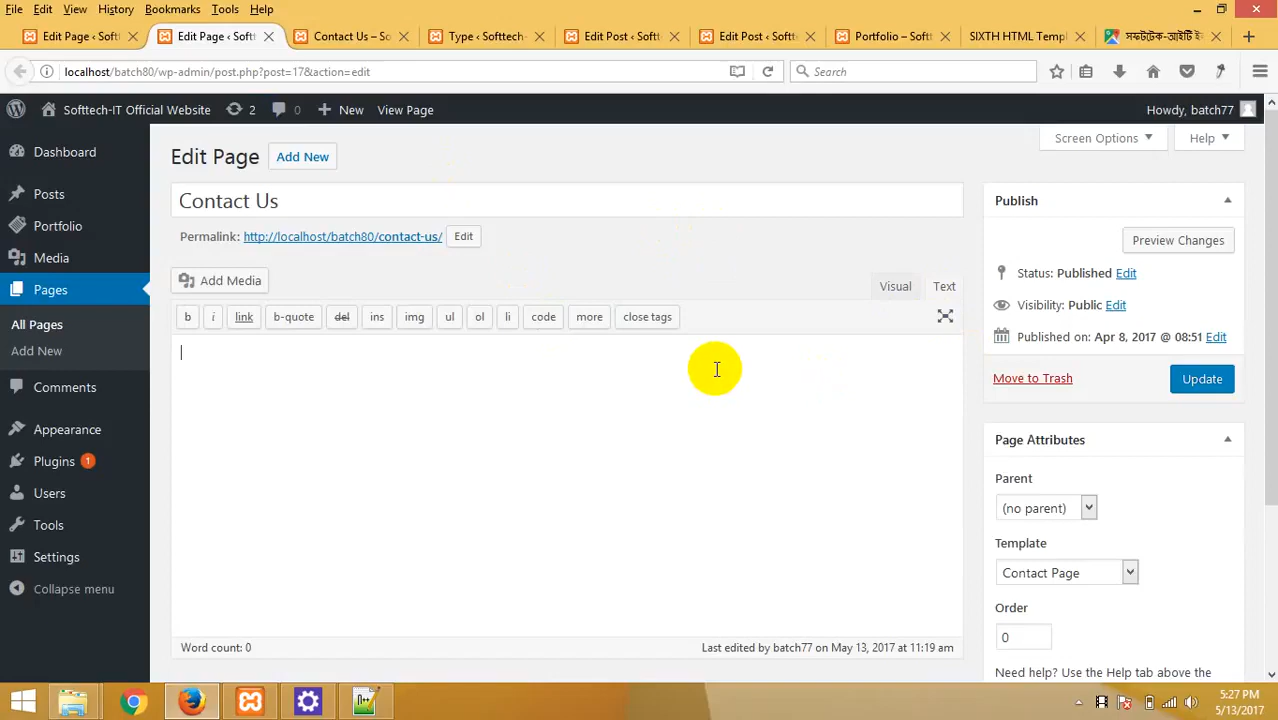 File Edit View History Bookmarks Tools Help
Edit Page ‹ Soft Edit Page ‹ Soft Contact Us – So Type ‹ Softtech- Edit Post ‹ Soft Edit Post ‹ Soft Portfolio – Soft SIXTH HTML Temp সফটটেক-আইটি ই
localhost/batch80/wp-admin/post.php?post=17&action=edit Search
Softtech-IT Official Website 2 0 New View Page Howdy, batch77
Screen Options Help
Dashboard
Posts
Portfolio
Media
Pages
All Pages
Add New
Comments
Appearance
Plugins 1
Users
Tools
Settings
Collapse menu
Edit Page Add New
Contact Us
Permalink: http://localhost/batch80/contact-us/ Edit
Add Media Visual Text
b i link b-quote del ins img ul ol li code more close tags
Word count: 0 Last edited by batch77 on May 13, 2017 at 11:19 am
Publish
Preview Changes
Status: Published Edit
Visibility: Public Edit
Published on: Apr 8, 2017 @ 08:51 Edit
Move to Trash Update
Page Attributes
Parent
(no parent)
Template
Contact Page
Order
0
Need help? Use the Help tab above the
5:27 PM
5/13/2017